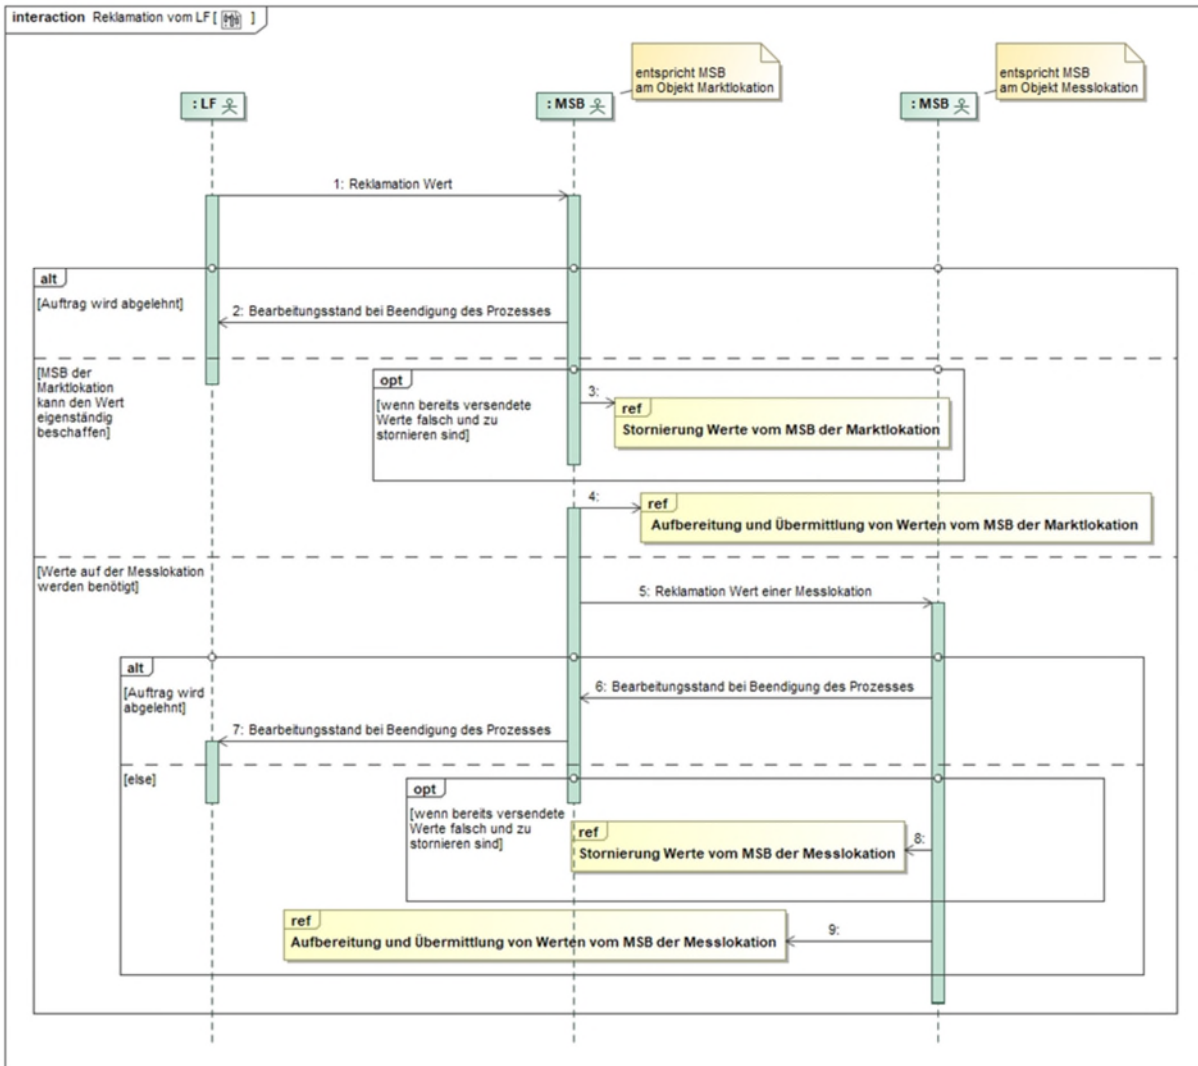 interaction Reklamation vom LF [ ]
entspricht MSB
am Objekt Marktlokation
entspricht MSB
am Objekt Messlokation
: LF
: MSB
: MSB
1: Reklamation Wert
alt
[Auftrag wird abgelehnt]
2: Bearbeitungsstand bei Beendigung des Prozesses
[MSB der
Marktlokation
kann den Wert
eigenständig
beschaffen]
opt
[wenn bereits versendete
Werte falsch und zu
stornieren sind]
3:
ref
Stornierung Werte vom MSB der Marktlokation
4:
ref
Aufbereitung und Übermittlung von Werten vom MSB der Marktlokation
[Werte auf der Messlokation
werden benötigt]
5: Reklamation Wert einer Messlokation
alt
[Auftrag wird
abgelehnt]
6: Bearbeitungsstand bei Beendigung des Prozesses
7: Bearbeitungsstand bei Beendigung des Prozesses
[else]
opt
[wenn bereits versendete
Werte falsch und zu
stornieren sind]
ref
Stornierung Werte vom MSB der Messlokation
8:
ref
Aufbereitung und Übermittlung von Werten vom MSB der Messlokation
9: